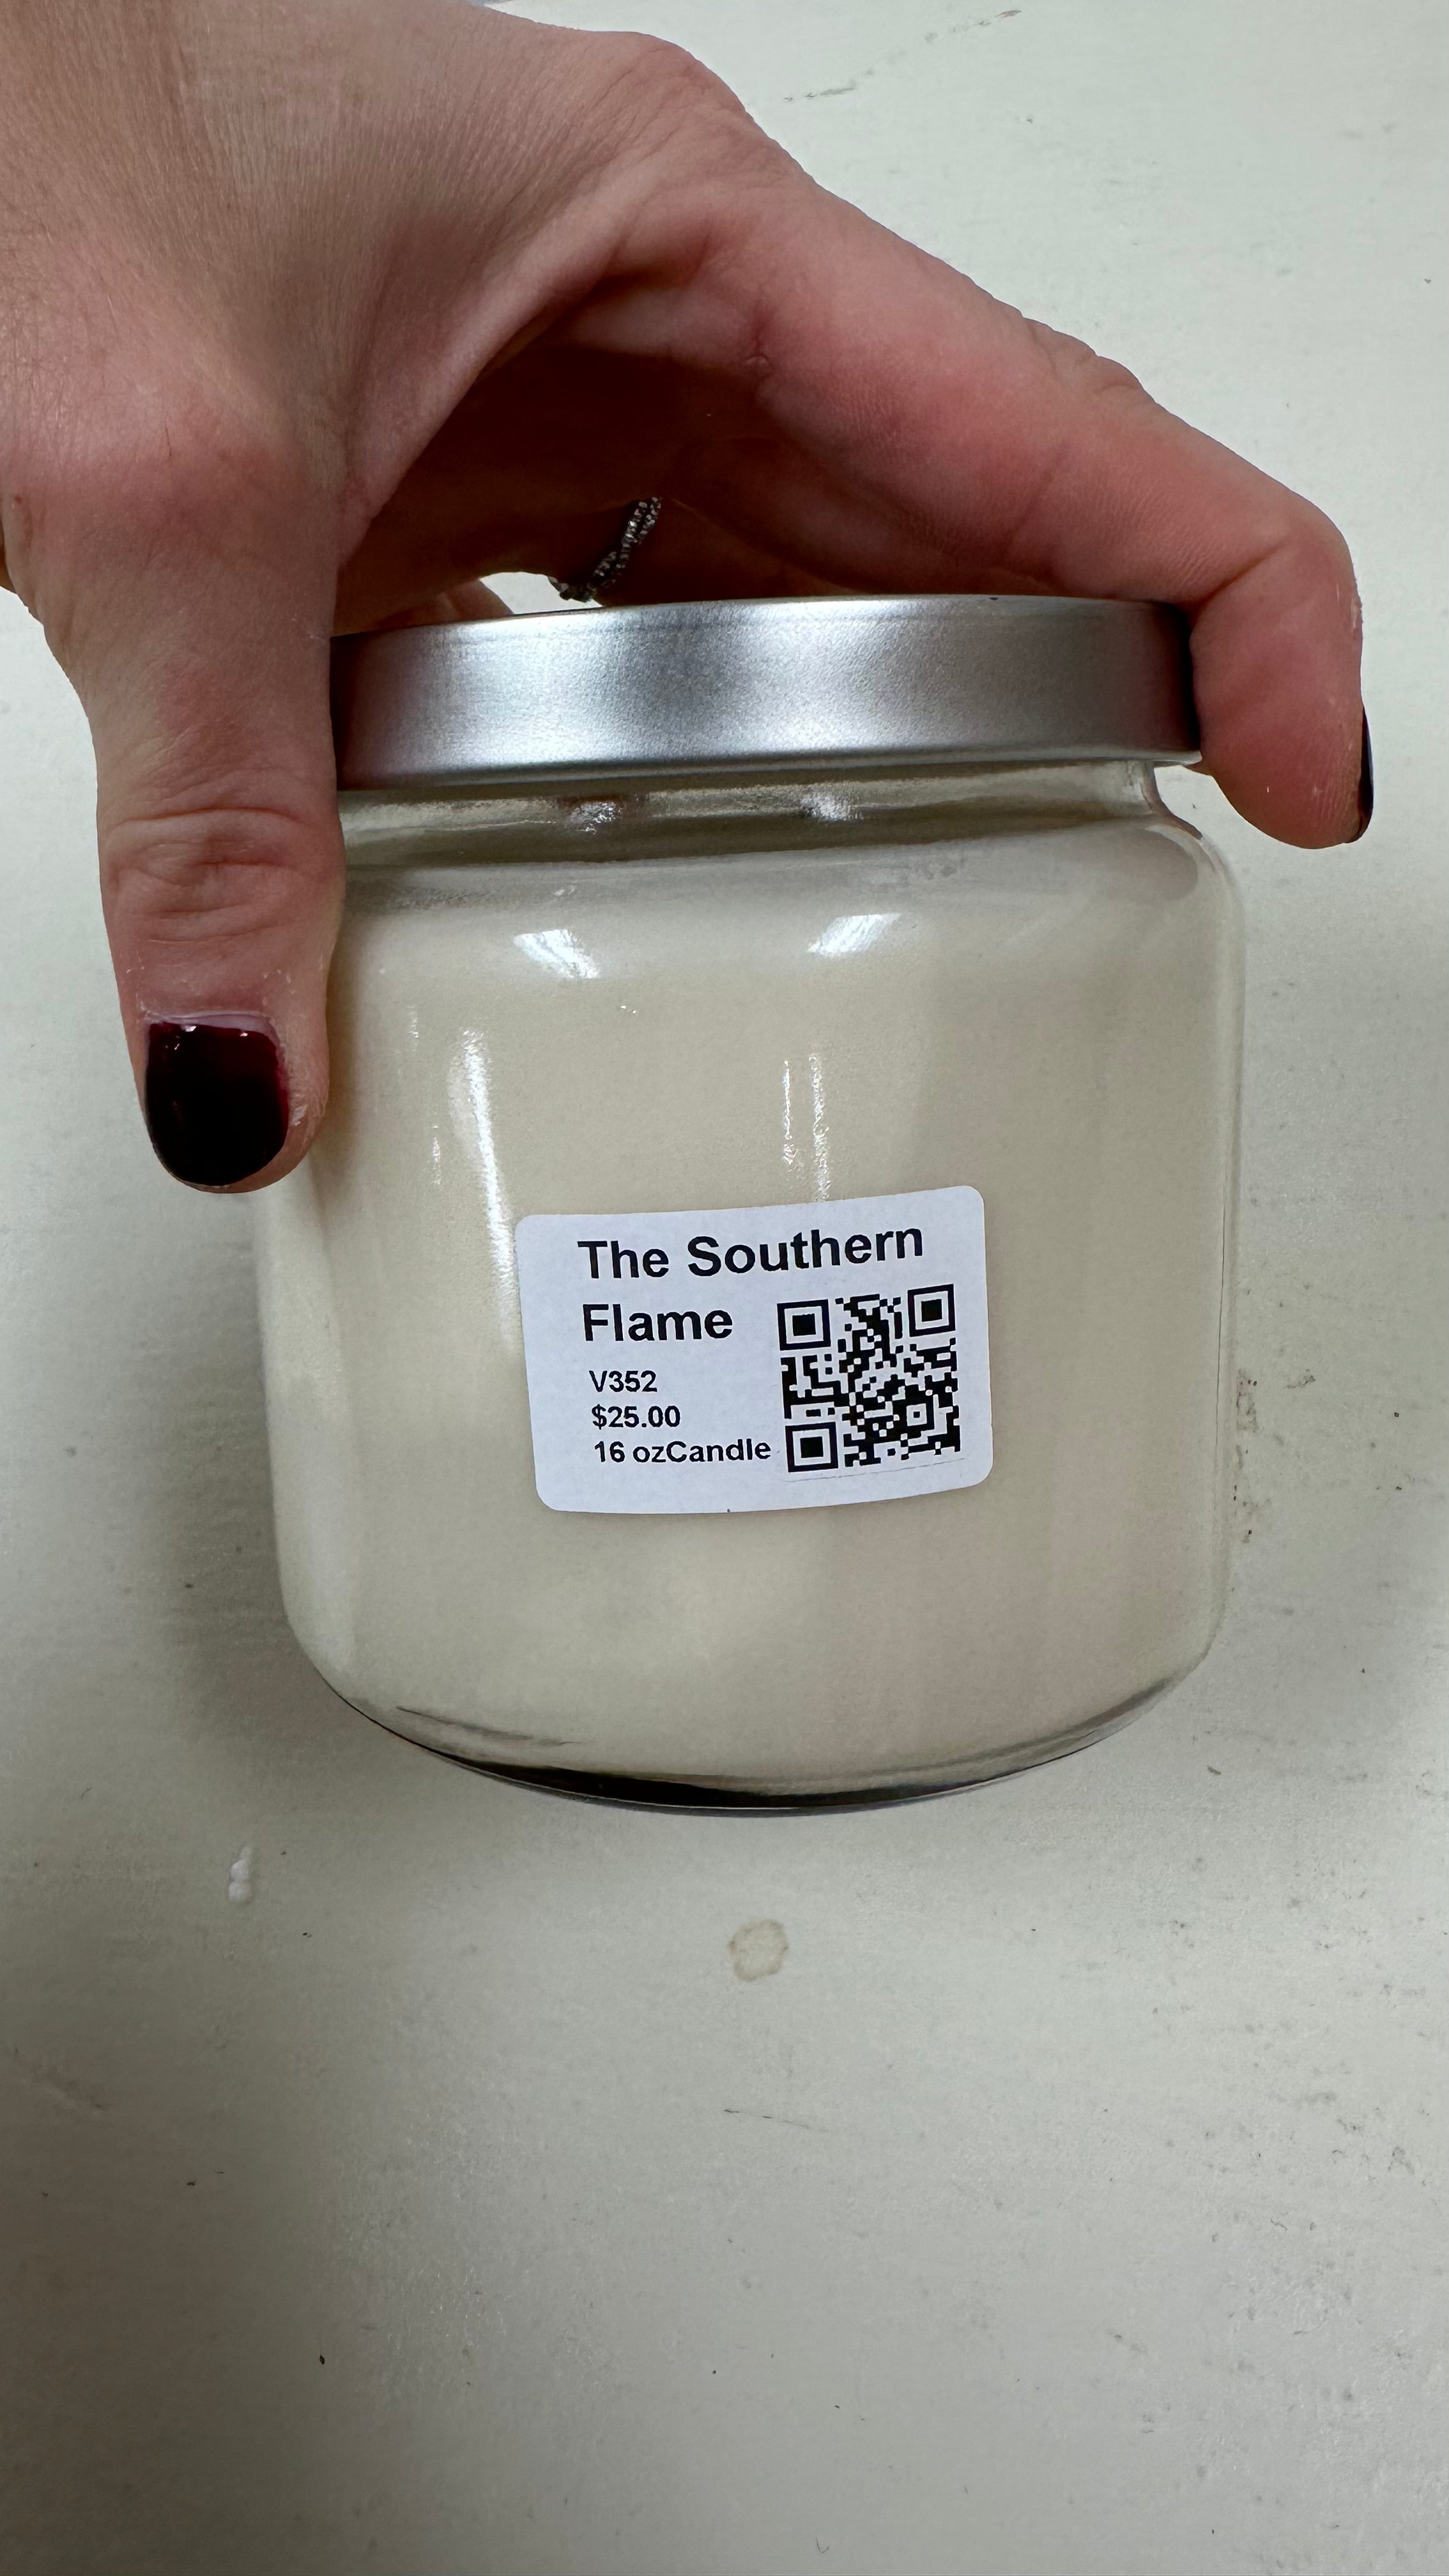 The Southern
Flame
V352
$25.00
16 ozCandle